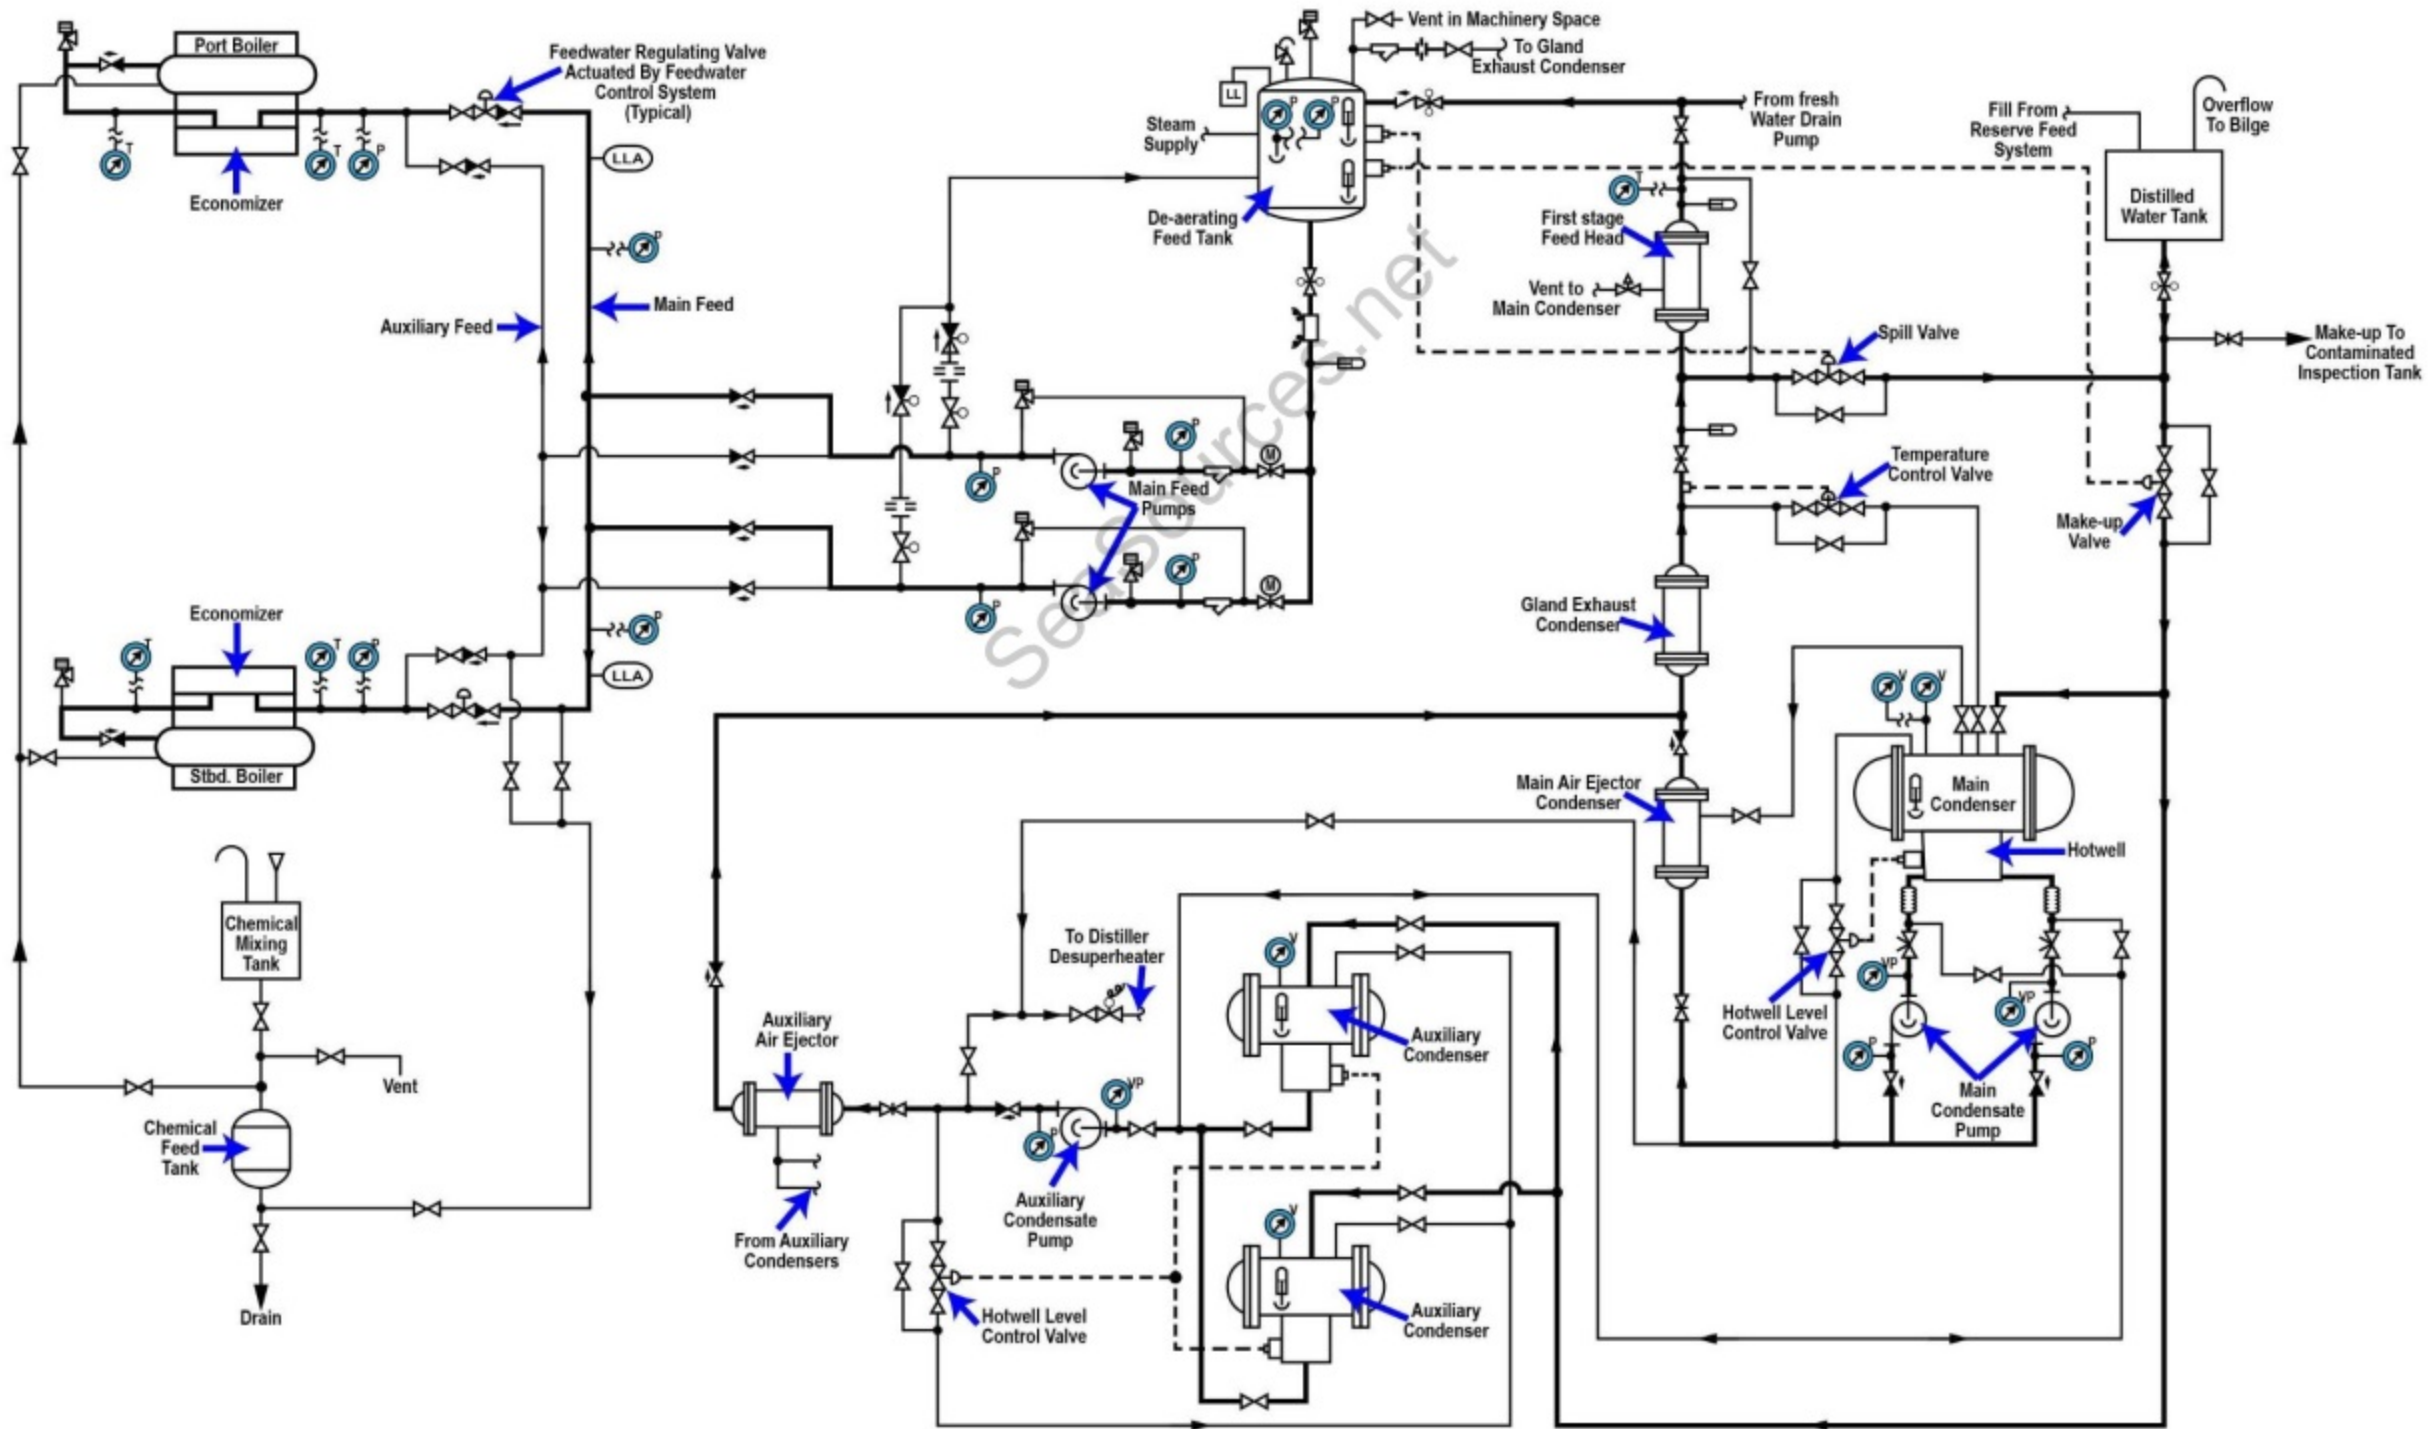 Port Boiler
Feedwater Regulating Valve
Actuated By Feedwater
Control System
(Typical)
T
T
P
Economizer
LLA
P
Main Feed
Auxiliary Feed
Vent in Machinery Space
To Gland
Exhaust Condenser
LL
P
P
Steam
Supply
De-aerating
Feed Tank
From fresh
Water Drain
Pump
T
First stage
Feed Head
Vent to
Main Condenser
Fill From
Reserve Feed
System
Overflow
To Bilge
Distilled
Water Tank
Spill Valve
Make-up To
Contaminated
Inspection Tank
Temperature
Control Valve
Make-up
Valve
P
M
P
Main Feed
Pumps
P
M
P
SeaSources.net
Economizer
T
T
P
P
LLA
Stbd. Boiler
Gland Exhaust
Condenser
Main Air Ejector
Condenser
V
V
Main
Condenser
Hotwell
VP
VP
Hotwell Level
Control Valve
P
P
Main
Condensate
Pump
Chemical
Mixing
Tank
Vent
Chemical
Feed
Tank
Drain
To Distiller
Desuperheater
Auxiliary
Air Ejector
VP
P
From Auxiliary
Condensers
Auxiliary
Condensate
Pump
Hotwell Level
Control Valve
V
Auxiliary
Condenser
V
Auxiliary
Condenser